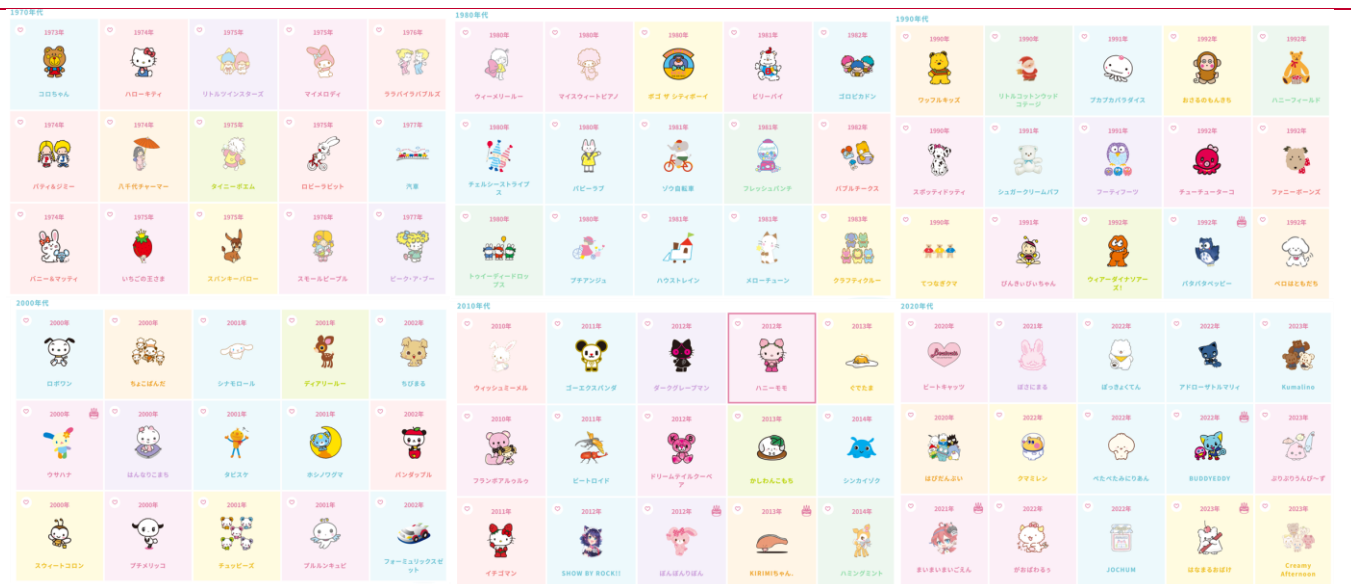 1970年代
1973年 1974年 1975年 1975年 1976年
コロちゃん ハローキティ リトルツインスターズ マイメロディ ララバイラバブルズ
1974年 1974年 1975年 1975年 1977年
パティ&ジミー 八千代チャーマー タイニーポエム ロビーラビット 汽車
1974年 1975年 1975年 1976年 1977年
バニー&マッティ いちごの王さま スパンキーバロー スモールピープル ピーク・ア・ブー
1980年代
1980年 1980年 1980年 1981年 1982年
ウィーメリールー マイスウィートピアノ ポゴ ザ シティボーイ ビリーバイ ゴロピカドン
1980年 1980年 1981年 1981年 1982年
チェルシーストライプ
ス パピーラブ ゾウ自転車 フレッシュパンチ バブルチークス
1980年 1980年 1981年 1981年 1983年
トゥイーディードロッ
プス プチアンジュ ハウストレイン メローチューン クラフティクルー
1990年代
1990年 1990年 1991年 1992年 1992年
ワッフルキッズ リトルコットンウッド
コテージ プカプカパラダイス おさるのもんきち ハニーフィールド
1990年 1991年 1991年 1992年 1992年
スポッティドッティ シュガークリームパフ フーティフーツ チューチューターコ ファニーボーンズ
1990年 1991年 1992年 1992年 1992年
てつなぎクマ びんきぃびぃちゃん ウィアーダイナソアー
ズ! パタパタペッピー ペロはともだち
2000年代
2000年 2000年 2001年 2001年 2002年
ロボワン ちょこぱんだ シナモロール ディアリールー ちびまる
2000年 2000年 2001年 2001年 2002年
ウサハナ はんなりこまち タビスケ ホシノワグマ パンダップル
2000年 2000年 2001年 2001年 2002年
スウィートコロン プチメリッコ チュッピーズ プルルンキュピ フォーミュリックスゼ
ット
2010年代
2010年 2011年 2012年 2012年 2013年
ウィッシュミーメル ゴーエクスパンダ ダークグレープマン ハニーモモ ぐでたま
2010年 2011年 2012年 2013年 2014年
フランボアルゥルゥ ビートロイド ドリームテイルクーペ
ア かしわんこもち シンカイゾク
2011年 2012年 2012年 2013年 2014年
イチゴマン SHOW BY ROCK!! ぼんぼんりぼん KIRIMIちゃん. ハミングミント
2020年代
2020年 2021年 2022年 2022年 2023年
ビートキャッツ ぼさにまる ぽっきょくてん アドローザトルマリィ Kumalino
2020年 2022年 2022年 2022年 2023年
はぴだんぶい クマミレン ぺたぺたみにりあん BUDDYEDDY ぷりぷりうんぴ〜ず
2021年 2022年 2022年 2023年 2023年
まいまいまいごえん がおぱわるぅ JOCHUM はなまるおばけ Creamy
Afternoon